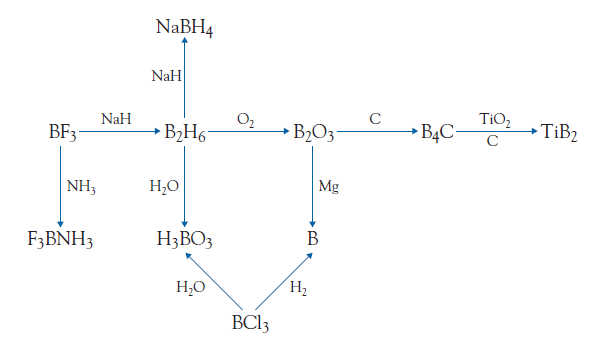 NaBH4
NaH
BF3 NaH B2H6 O2 B2O3 C B4C TiO2 C TiB2
NH3 H2O Mg
F3BNH3 H3BO3 B
H2O H2
BCl3